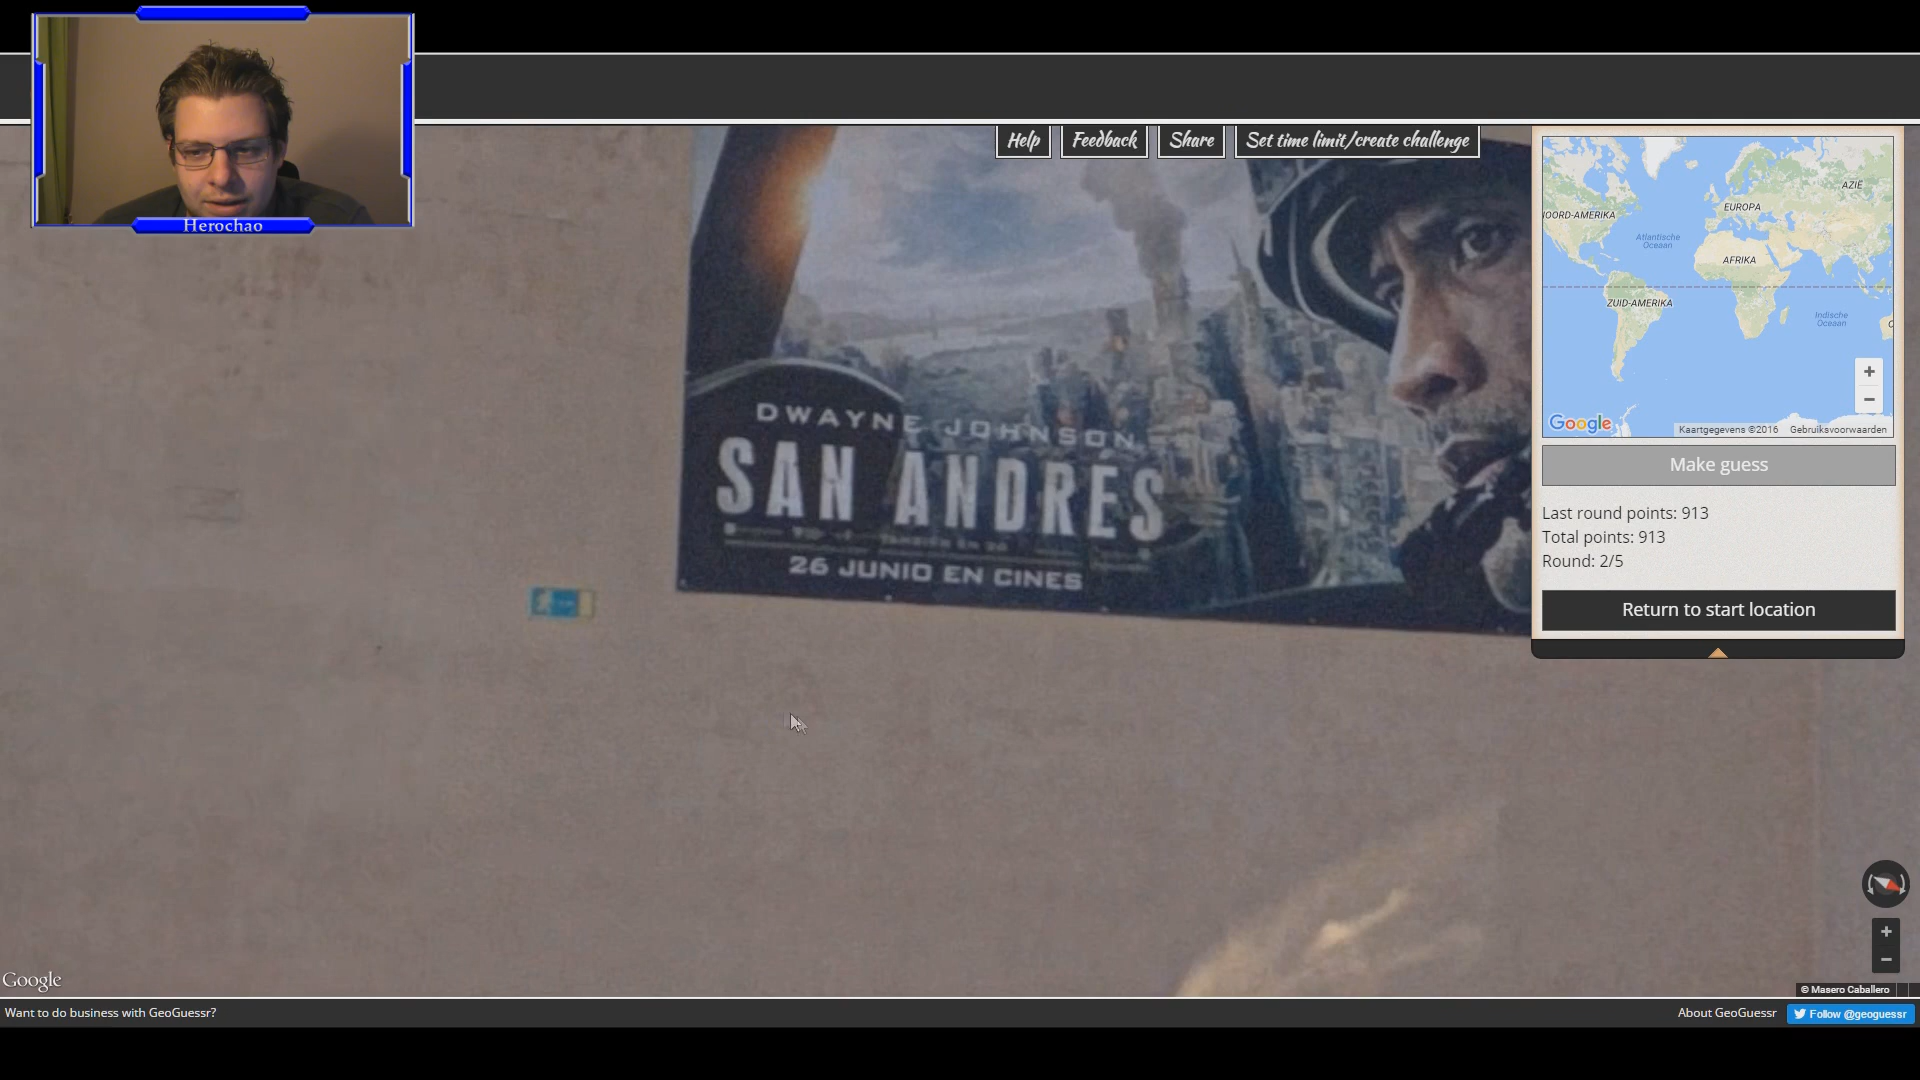 Herochao
Help
Feedback
Share
Set time limit/create challenge
AZIË
EUROPA
NOORD-AMERIKA
Atlantische
Oceaan
AFRIKA
ZUID-AMERIKA
Indische
Oceaan
+
−
Google
Kaartgegevens ©2016 Gebruiksvoorwaarden
Make guess
Last round points: 913
Total points: 913
Round: 2/5
Return to start location
DWAYNE JOHNSON
SAN ANDRÉS
26 JUNIO EN CINES
+
−
Google
© Masero Caballero
Want to do business with GeoGuessr?
About GeoGuessr
Follow @geoguessr